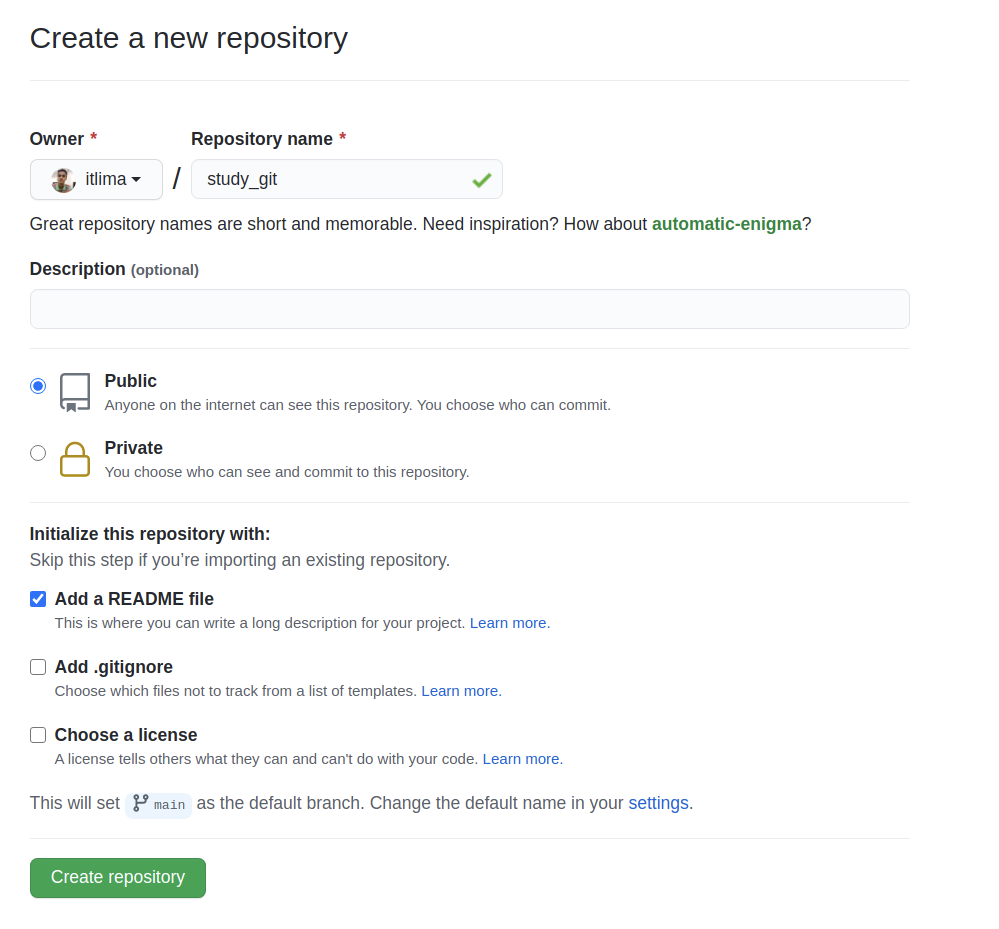 Create a new repository
Owner * Repository name *
itlima / study_git
Great repository names are short and memorable. Need inspiration? How about automatic-enigma?
Description (optional)
Public
Anyone on the internet can see this repository. You choose who can commit.
Private
You choose who can see and commit to this repository.
Initialize this repository with:
Skip this step if you’re importing an existing repository.
Add a README file
This is where you can write a long description for your project. Learn more.
Add .gitignore
Choose which files not to track from a list of templates. Learn more.
Choose a license
A license tells others what they can and can't do with your code. Learn more.
This will set main as the default branch. Change the default name in your settings.
Create repository